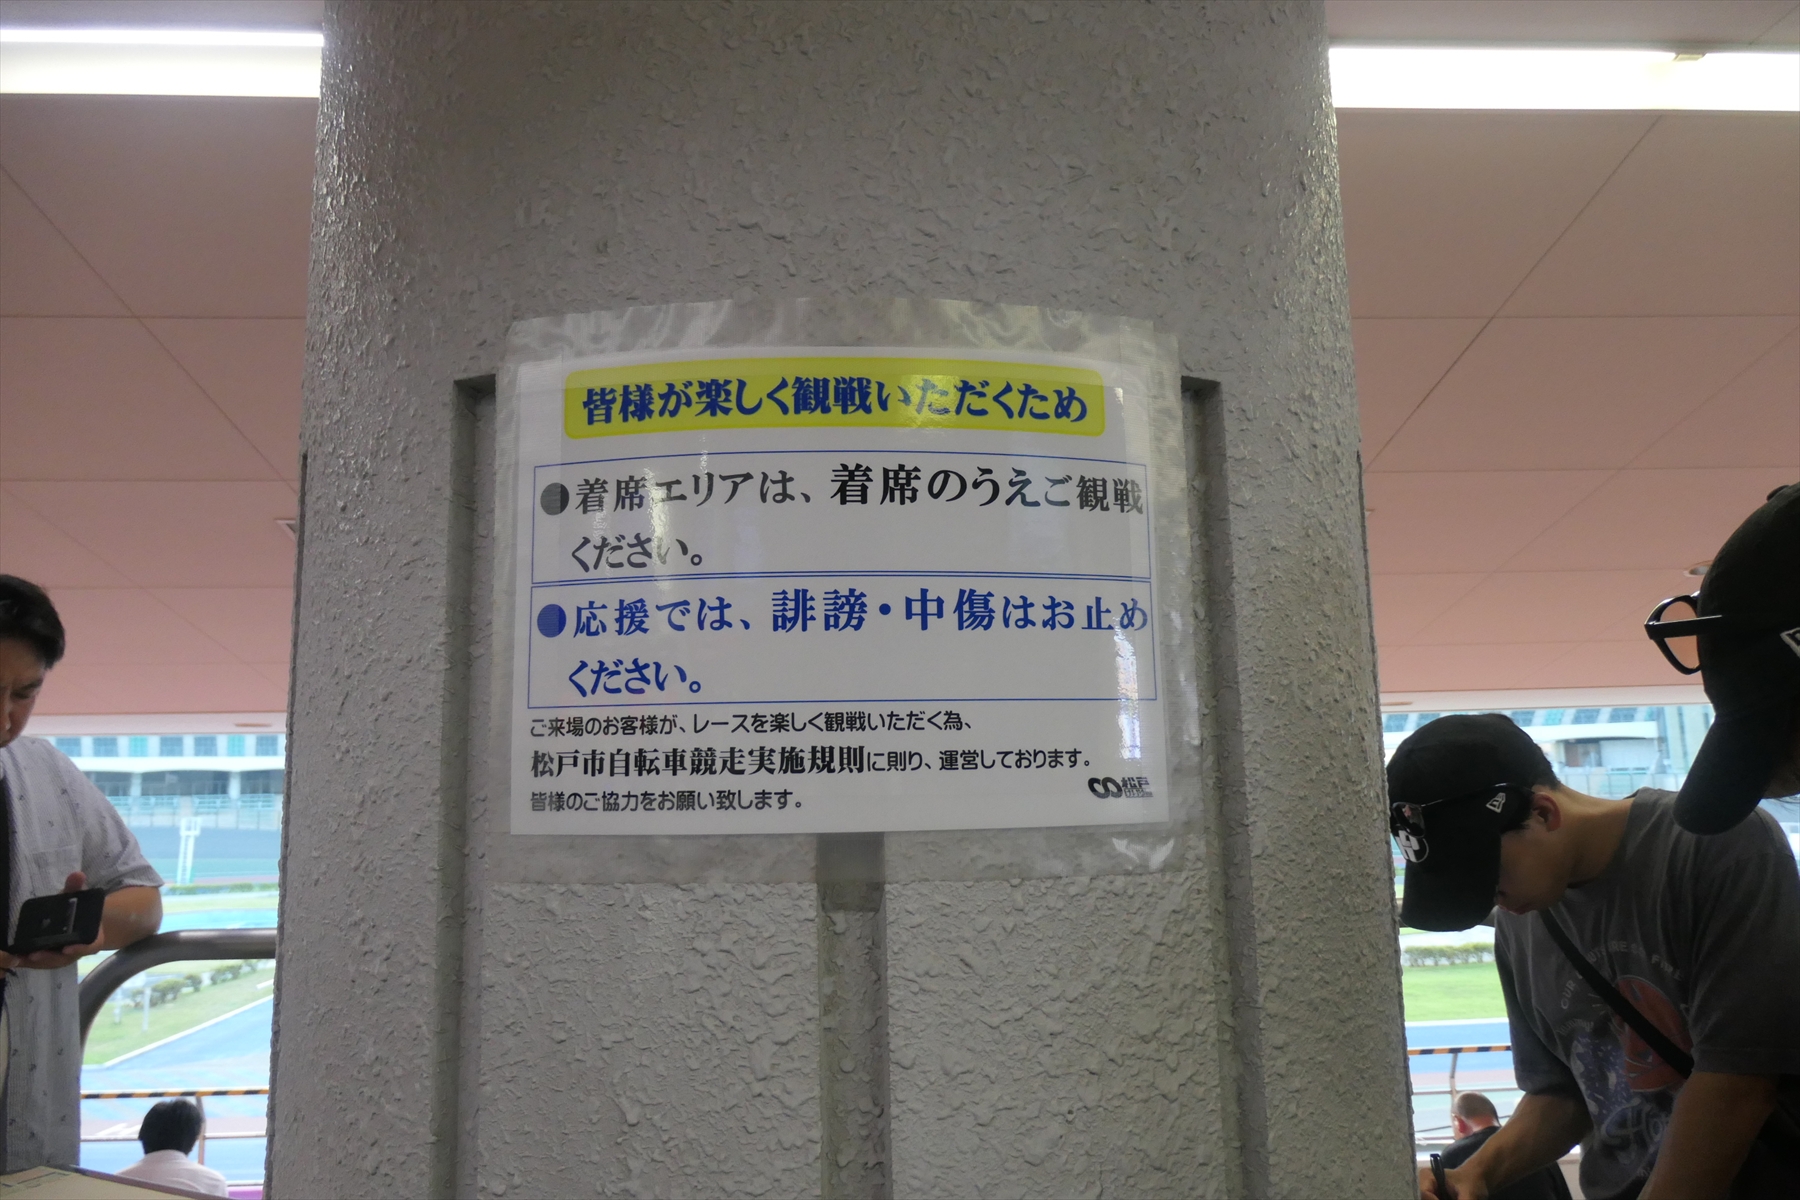 皆様が楽しく観戦いただくため
●着席エリアは、着席のうえご観戦
ください。
●応援では、誹謗・中傷はお止め
ください。
ご来場のお客様が、レースを楽しく観戦いただく為、
松戸市自転車競走実施規則に則り、運営しております。
皆様のご協力をお願い致します。
松戸